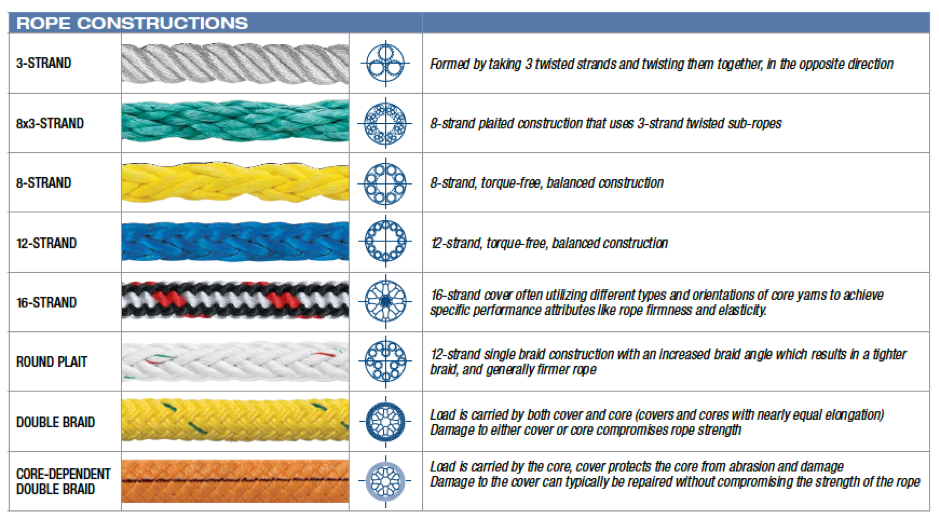 ROPE CONSTRUCTIONS
3-STRAND
Formed by taking 3 twisted strands and twisting them together, in the opposite direction
8x3-STRAND
8-strand plaited construction that uses 3-strand twisted sub-ropes
8-STRAND
8-strand, torque-free, balanced construction
12-STRAND
12-strand, torque-free, balanced construction
16-STRAND
16-strand cover often utilizing different types and orientations of core yarns to achieve
specific performance attributes like rope firmness and elasticity.
ROUND PLAIT
12-strand single braid construction with an increased braid angle which results in a tighter
braid, and generally firmer rope
DOUBLE BRAID
Load is carried by both cover and core (covers and cores with nearly equal elongation)
Damage to either cover or core compromises rope strength
CORE-DEPENDENT
DOUBLE BRAID
Load is carried by the core, cover protects the core from abrasion and damage
Damage to the cover can typically be repaired without compromising the strength of the rope